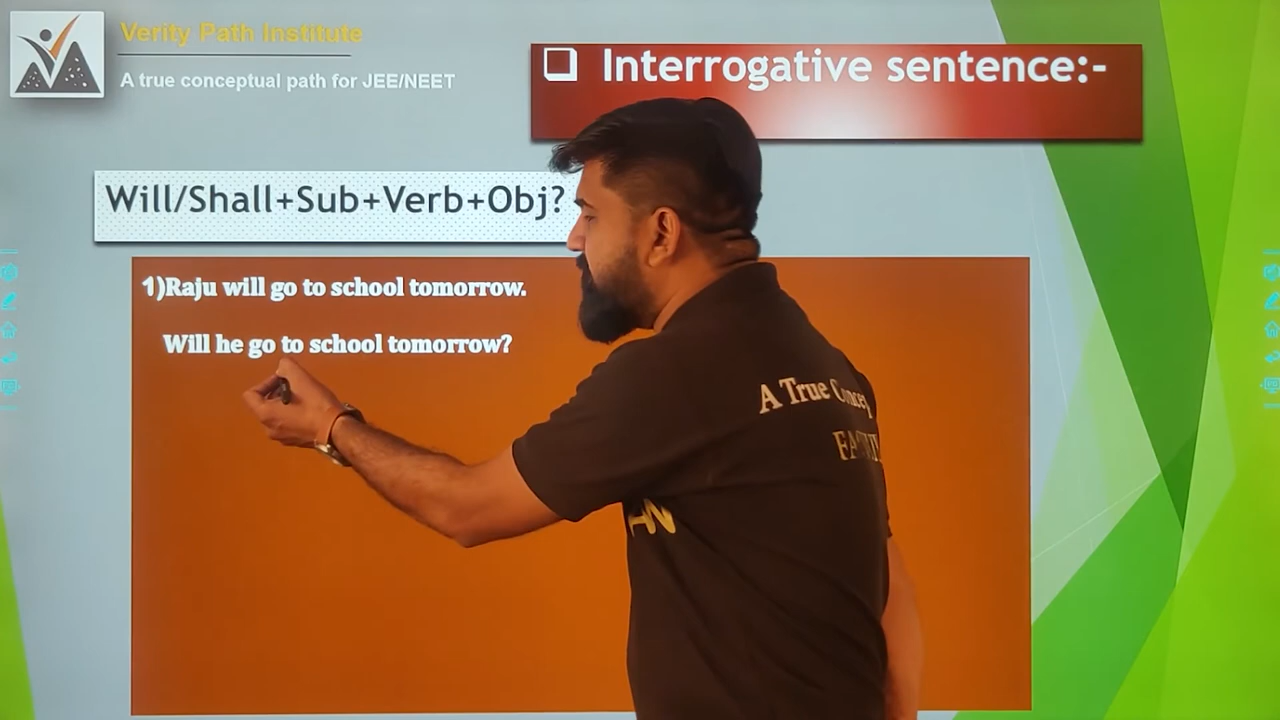 Verity Path Institute
A true conceptual path for JEE/NEET
Interrogative sentence:-
Will/Shall+Sub+Verb+Obj?
1)Raju will go to school tomorrow.
Will he go to school tomorrow?
A True